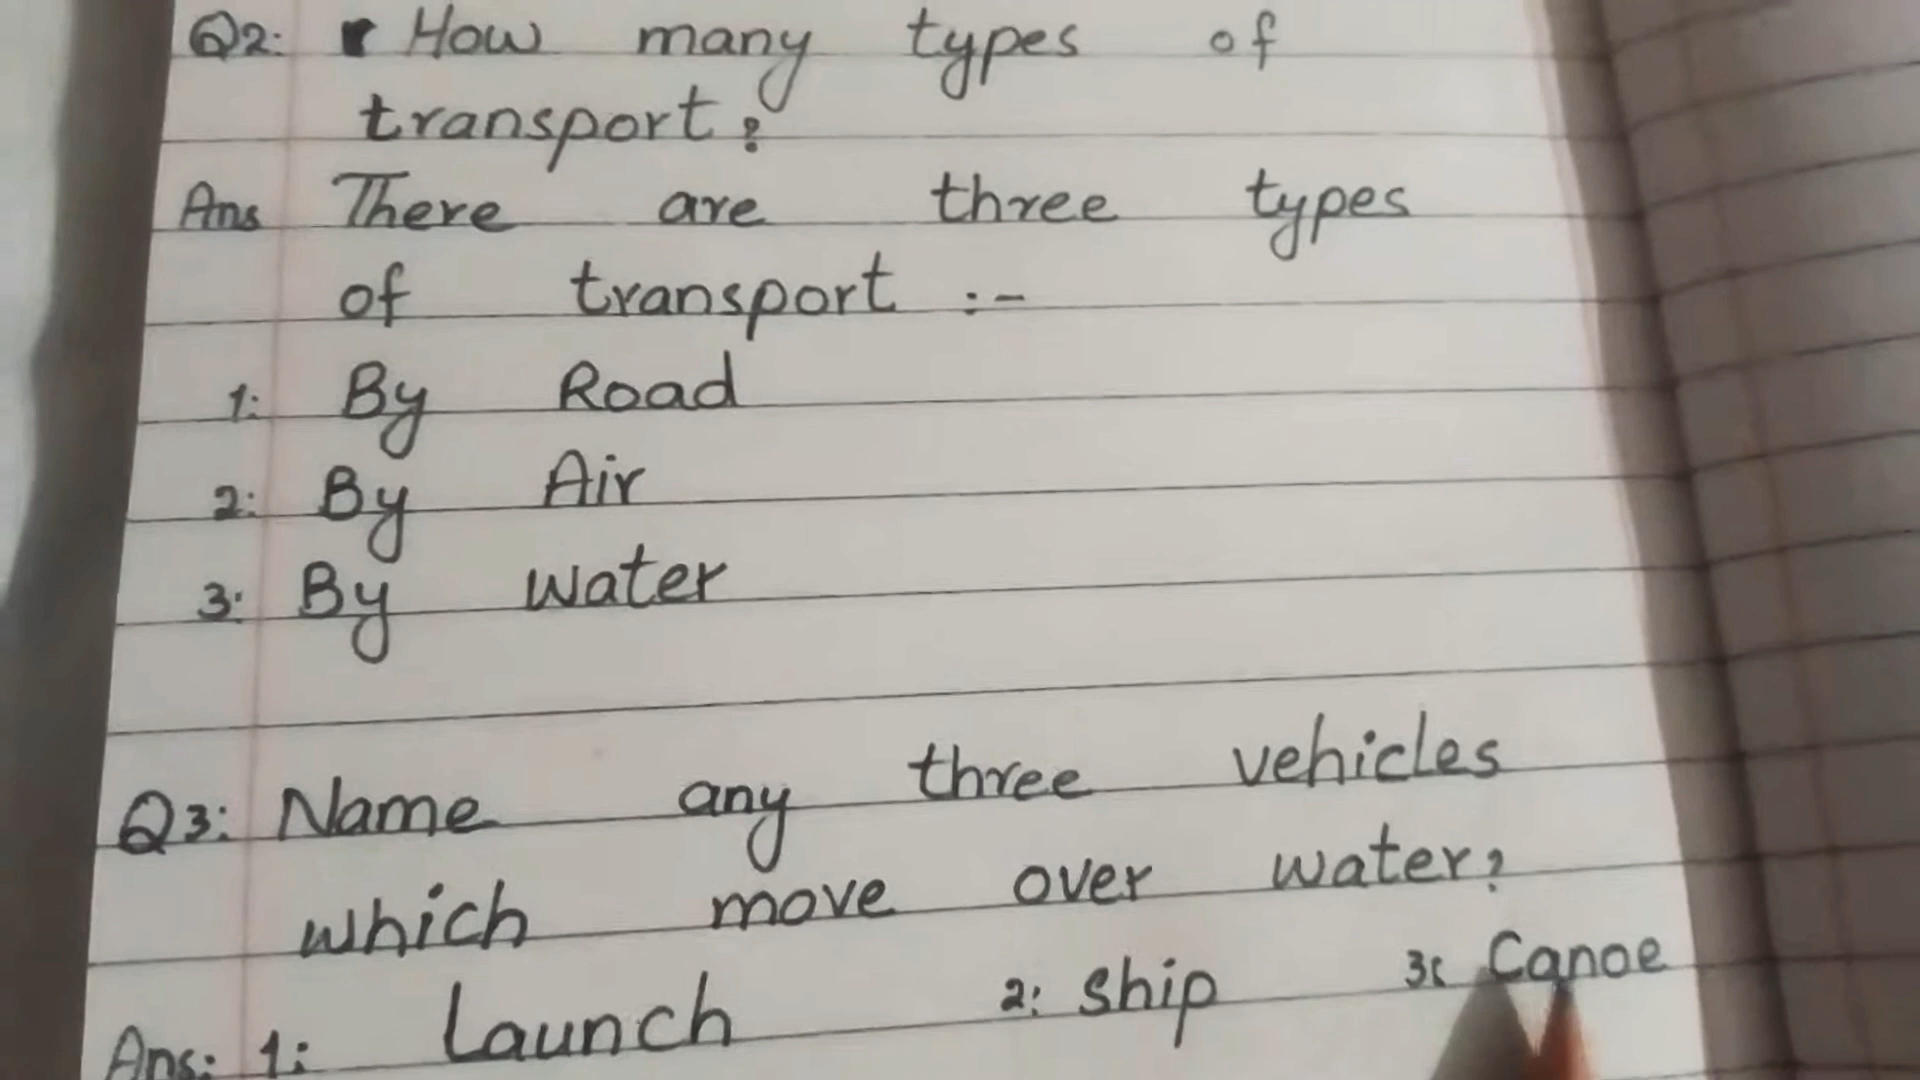 Q2: How many types of
transport?
Ans There are three types
of transport :-
1: By Road
2: By Air
3: By water
Q3: Name any three vehicles
which move over water?
Ans: 1: Launch 2: Ship 3: Canoe